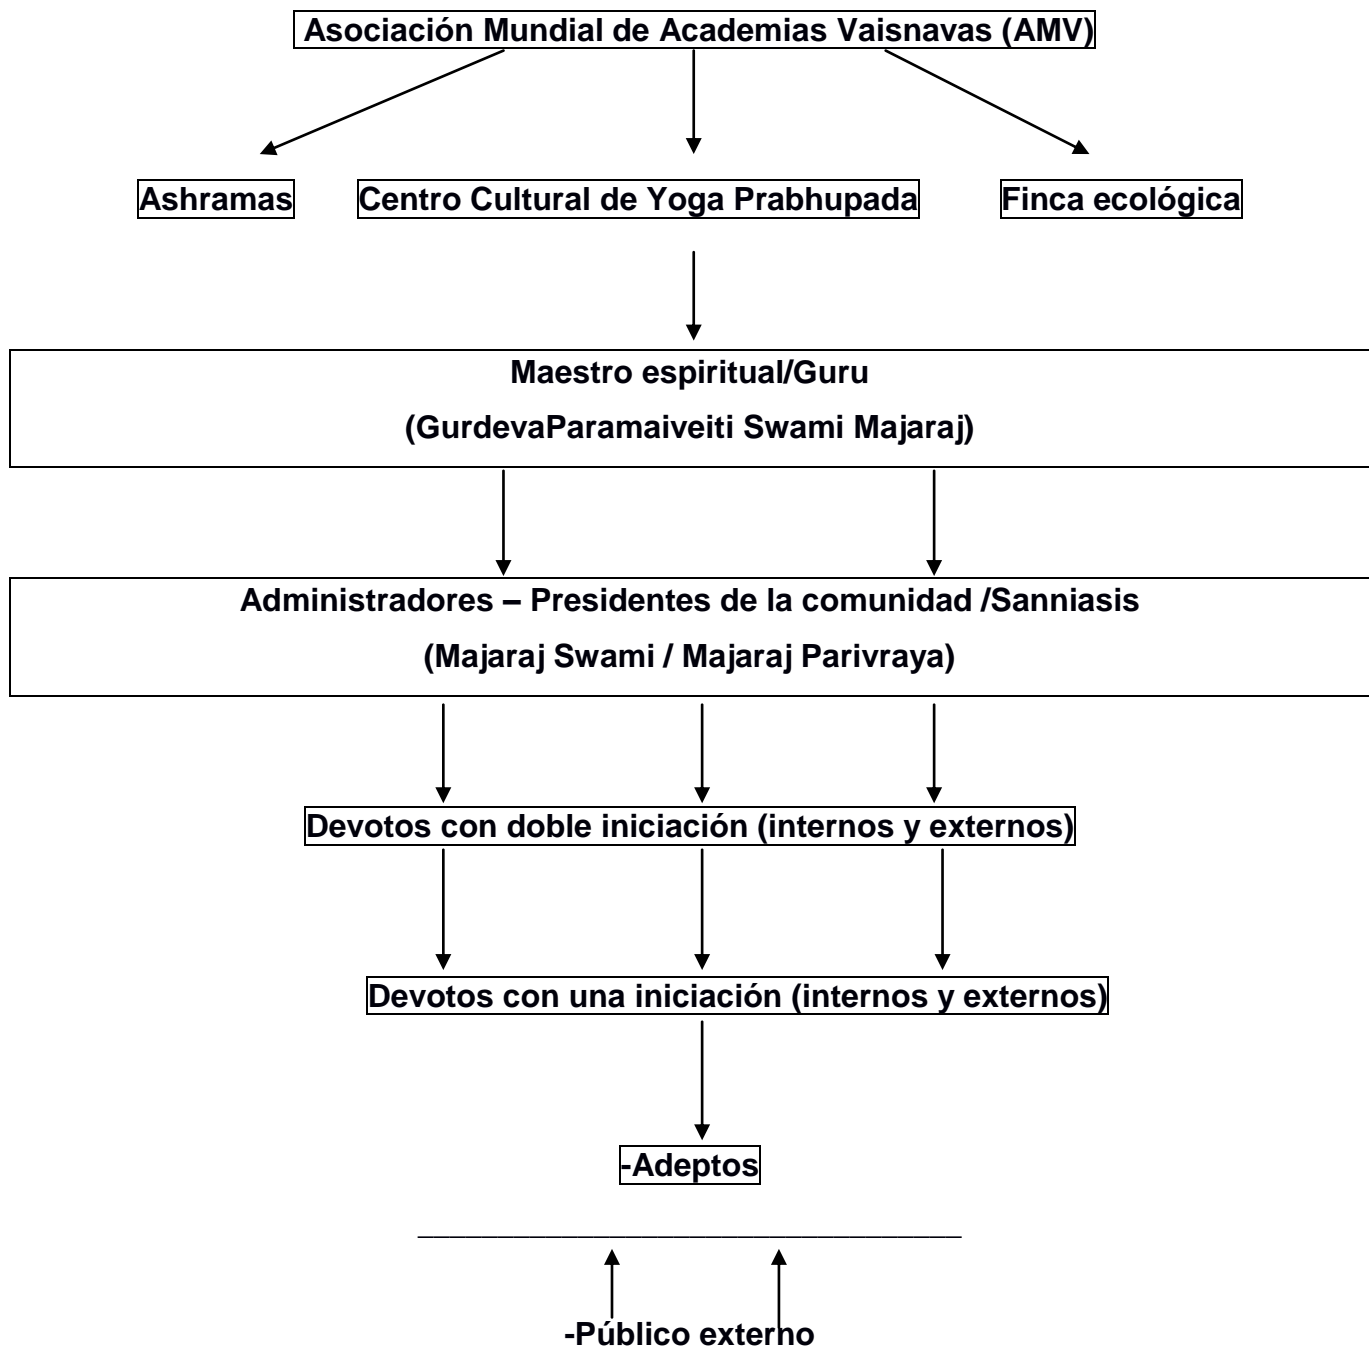 Asociación Mundial de Academias Vaisnavas (AMV)
Ashramas
Centro Cultural de Yoga Prabhupada
Finca ecológica
Maestro espiritual/Guru
(GurdevaParamaiveiti Swami Majaraj)
Administradores – Presidentes de la comunidad /Sanniasis
(Majaraj Swami / Majaraj Parivraya)
Devotos con doble iniciación (internos y externos)
Devotos con una iniciación (internos y externos)
-Adeptos
-Público externo